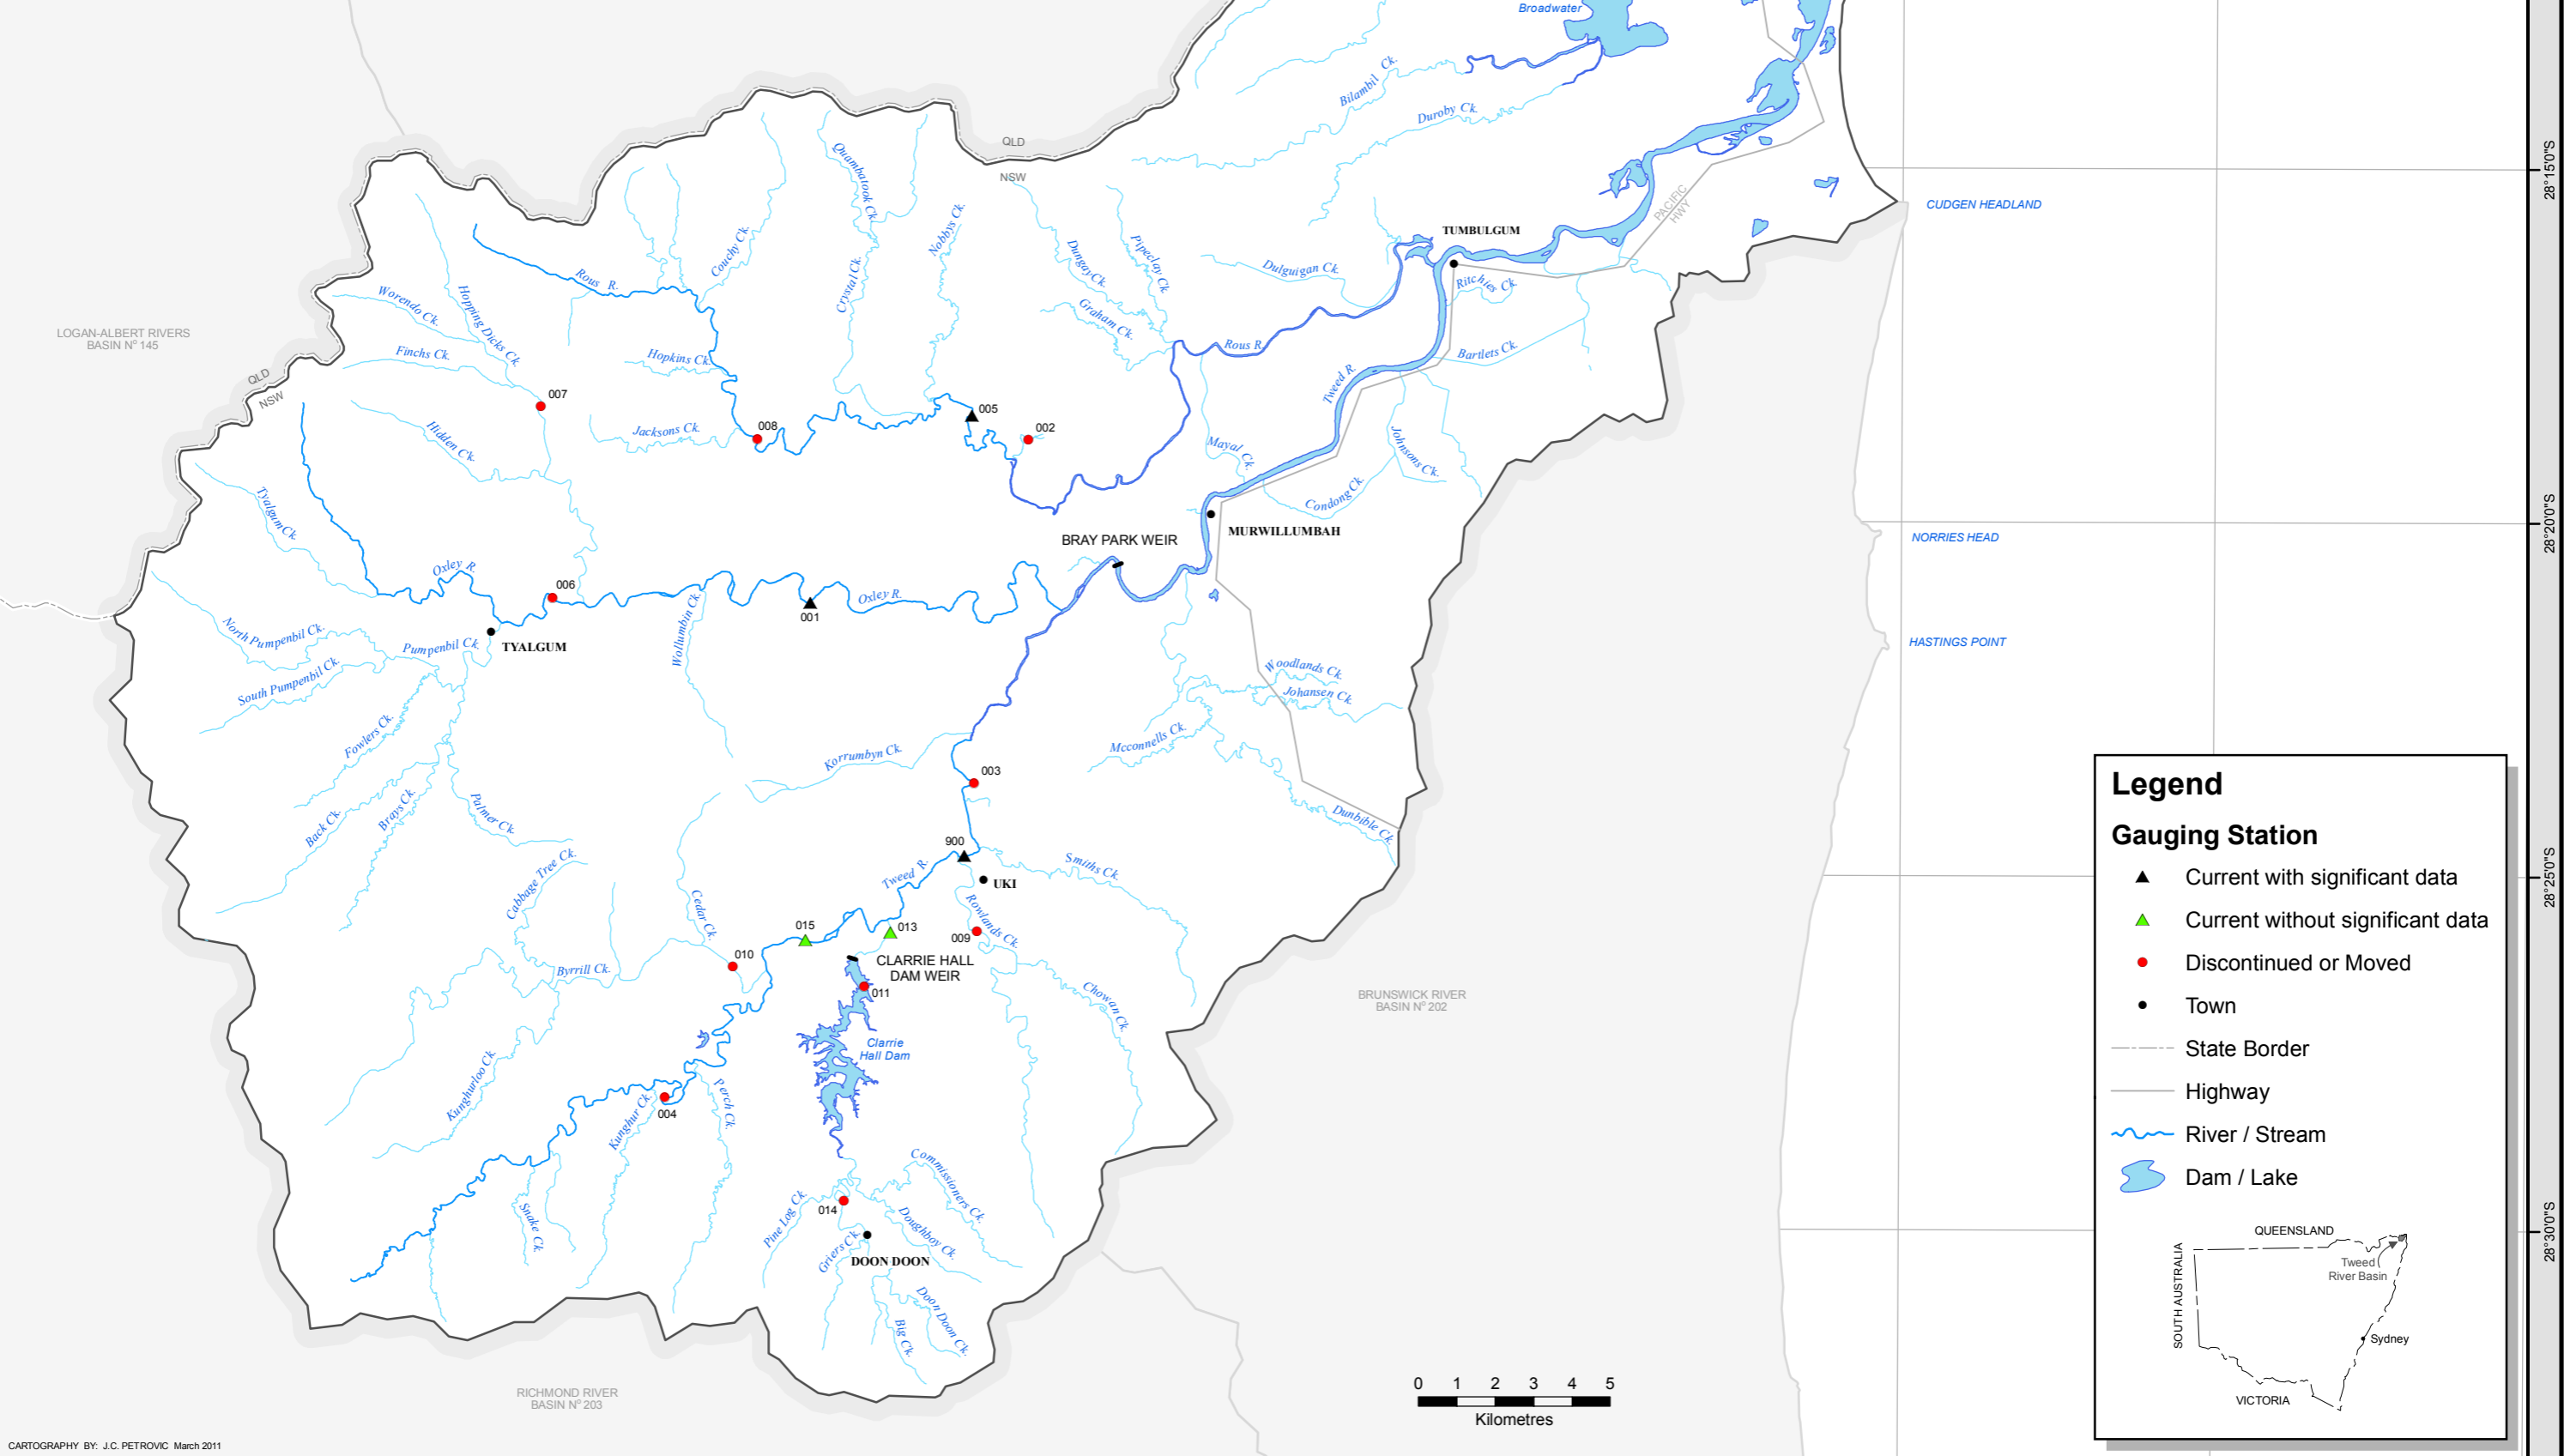 Broadwater
Bilambil Ck.
Duroby Ck.
QLD
NSW
Quambatook Ck.
Couchy Ck.
Crystal Ck.
Nobbys Ck.
Dungay Ck.
Pipeclay Ck.
Graham Ck.
PACIFIC
HWY
28°15'0"S
CUDGEN HEADLAND
TUMBULGUM
Dulguigan Ck.
Ritchies Ck.
Rous R.
Worendo Ck.
Hopping Dicks Ck.
Finchs Ck.
Hopkins Ck.
Rous R.
Bartlets Ck.
Tweed R.
LOGAN-ALBERT RIVERS
BASIN Nº 145
QLD
NSW
007
008
005
002
Jacksons Ck.
Hidden Ck.
Mayal Ck.
Johnsons Ck.
Condong Ck.
Tyalgum Ck.
MURWILLUMBAH
BRAY PARK WEIR
28°20'0"S
NORRIES HEAD
Oxley R.
006
001
Oxley R.
Wollumbin Ck.
North Pumpenbil Ck.
Pumpenbil Ck.
TYALGUM
South Pumpenbil Ck.
HASTINGS POINT
Woodlands Ck.
Johansen Ck.
Fowlers Ck.
Korrumbyn Ck.
Mcconnells Ck.
003
Back Ck.
Brays Ck.
Palmer Ck.
Dunbible Ck.
900
Tweed R.
UKI
Smiths Ck.
28°25'0"S
Cabbage Tree Ck.
Cedar Ck.
Rowlands Ck.
015
013
009
010
CLARRIE HALL
DAM WEIR
Byrrill Ck.
011
Chowan Ck.
BRUNSWICK RIVER
BASIN Nº 202
Clarrie
Hall Dam
Kunghurloo Ck.
Kunghur Ck.
Perch Ck.
004
Commissioners Ck.
Snake Ck.
Pine Log Ck.
014
Doughboy Ck.
Griers Ck.
DOON DOON
28°30'0"S
Big Ck.
Doon Doon Ck.
RICHMOND RIVER
BASIN Nº 203
0 1 2 3 4 5
Kilometres
CARTOGRAPHY BY: J.C. PETROVIC March 2011
Legend
Gauging Station
Current with significant data
Current without significant data
Discontinued or Moved
Town
State Border
Highway
River / Stream
Dam / Lake
QUEENSLAND
SOUTH AUSTRALIA
Tweed
River Basin
Sydney
VICTORIA